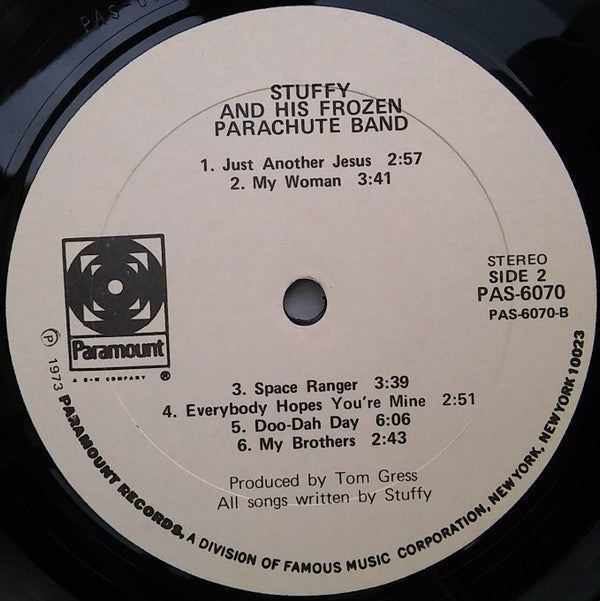 STUFFY
AND HIS FROZEN
PARACHUTE BAND
1. Just Another Jesus 2:57
2. My Woman 3:41
STEREO
SIDE 2
PAS-6070
PAS-6070-B
Paramount
A G+W COMPANY ®
3. Space Ranger 3:39
4. Everybody Hopes You're Mine 2:51
5. Doo-Dah Day 6:06
6. My Brothers 2:43
Produced by Tom Gress
All songs written by Stuffy
Ⓟ 1973 PARAMOUNT RECORDS, A DIVISION OF FAMOUS MUSIC CORPORATION, NEW YORK, NEW YORK 10023